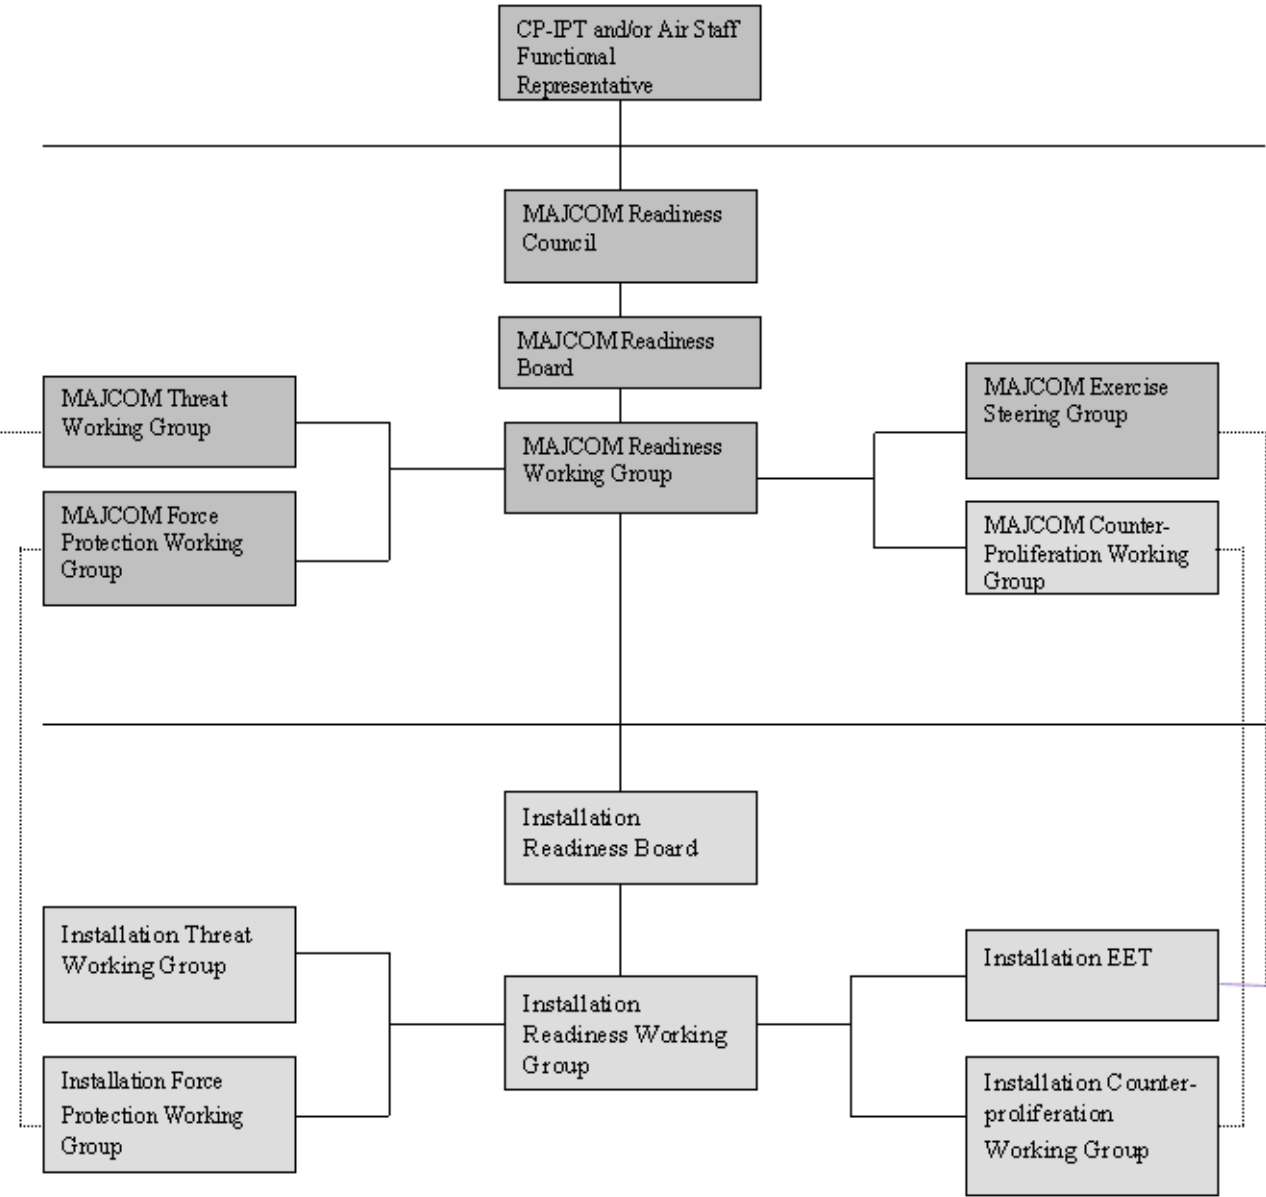 CP-IPT and/or Air Staff
Functional
Representative
MAJCOM Readiness
Council
MAJCOM Readiness
Board
MAJCOM Threat
Working Group
MAJCOM Readiness
Working Group
MAJCOM Exercise
Steering Group
MAJCOM Force
Protection Working
Group
MAJCOM Counter-
Proliferation Working
Group
Installation
Readiness Board
Installation Threat
Working Group
Installation
Readiness Working
Group
Installation EET
Installation Force
Protection Working
Group
Installation Counter-
proliferation
Working Group